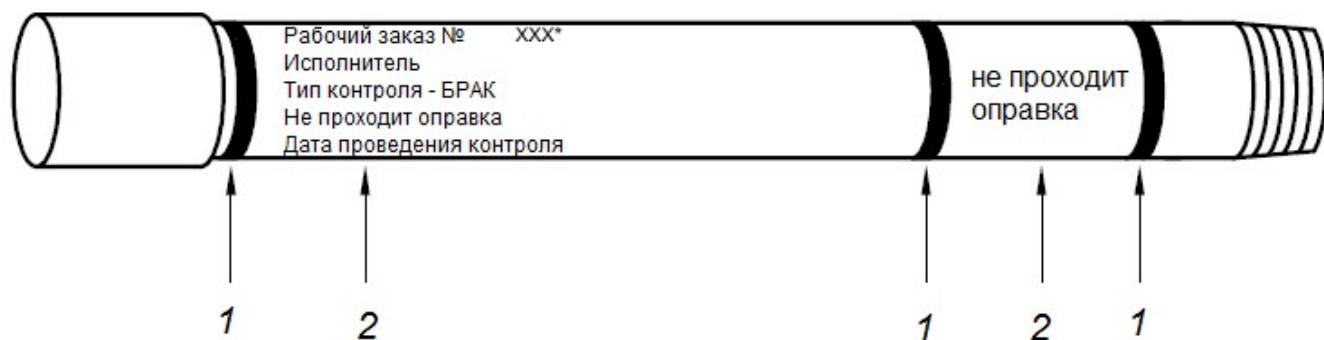 Рабочий заказ № XXX*
Исполнитель
Тип контроля - БРАК
Не проходит оправка
Дата проведения контроля
не проходит
оправка
1 2 1 2 1